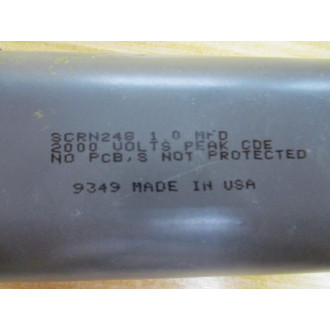 SCRN248 1 0 MFD
2000 VOLTS PEAK CDE
NO PCB,S NOT PROTECTED
9349 MADE IN USA